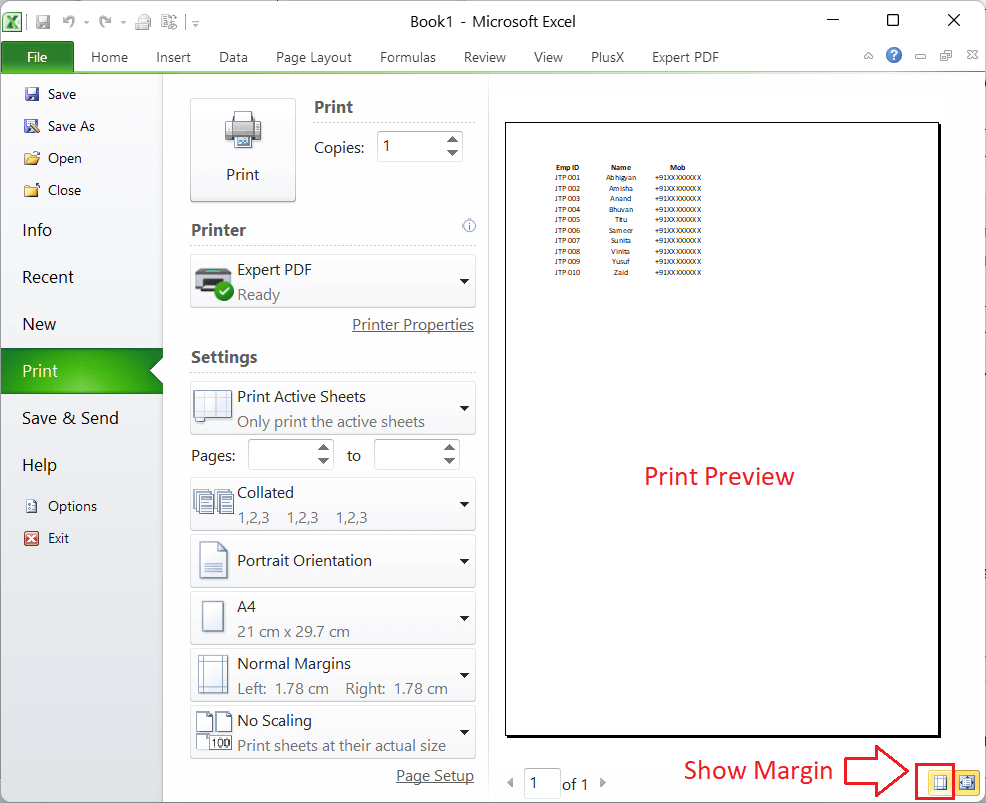 Book1 - Microsoft Excel
File Home Insert Data Page Layout Formulas Review View PlusX Expert PDF
Save
Save As
Open
Close
Info
Recent
New
Print
Save & Send
Help
Options
Exit
Print
Print
Copies: 1
Printer
Expert PDF
Ready
Printer Properties
Settings
Print Active Sheets
Only print the active sheets
Pages: to
Collated
1,2,3 1,2,3 1,2,3
Portrait Orientation
A4
21 cm x 29.7 cm
Normal Margins
Left: 1.78 cm Right: 1.78 cm
100
No Scaling
Print sheets at their actual size
Page Setup
Emp ID Name Mob
JTP 001 Abhigyan +91XXXXXXXX
JTP 002 Amisha +91XXXXXXXX
JTP 003 Anand +91XXXXXXXX
JTP 004 Bhuvan +91XXXXXXXX
JTP 005 Titu +91XXXXXXXX
JTP 006 Sameer +91XXXXXXXX
JTP 007 Sunita +91XXXXXXXX
JTP 008 Vinita +91XXXXXXXX
JTP 009 Yusuf +91XXXXXXXX
JTP 010 Zaid +91XXXXXXXX
Print Preview
Show Margin
1 of 1